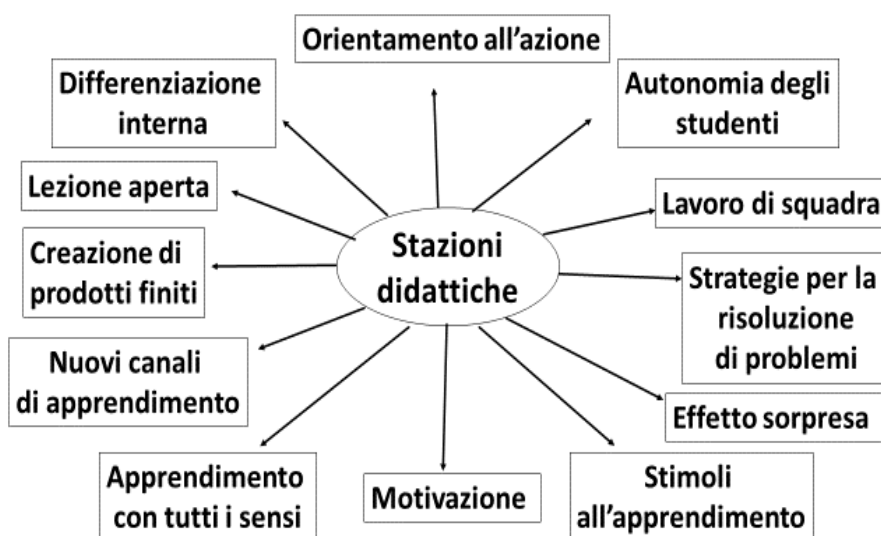 Orientamento all'azione
Differenziazione
interna
Autonomia degli
studenti
Lezione aperta
Lavoro di squadra
Stazioni
didattiche
Creazione di
prodotti finiti
Strategie per la
risoluzione
di problemi
Nuovi canali
di apprendimento
Effetto sorpresa
Apprendimento
con tutti i sensi
Motivazione
Stimoli
all'apprendimento